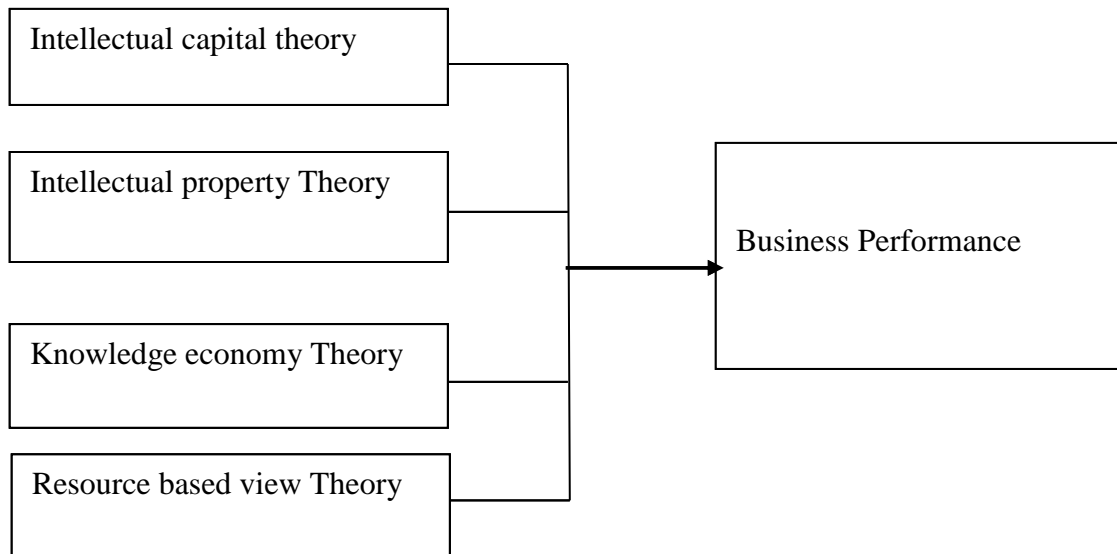 Intellectual capital theory
Intellectual property Theory
Business Performance
Knowledge economy Theory
Resource based view Theory